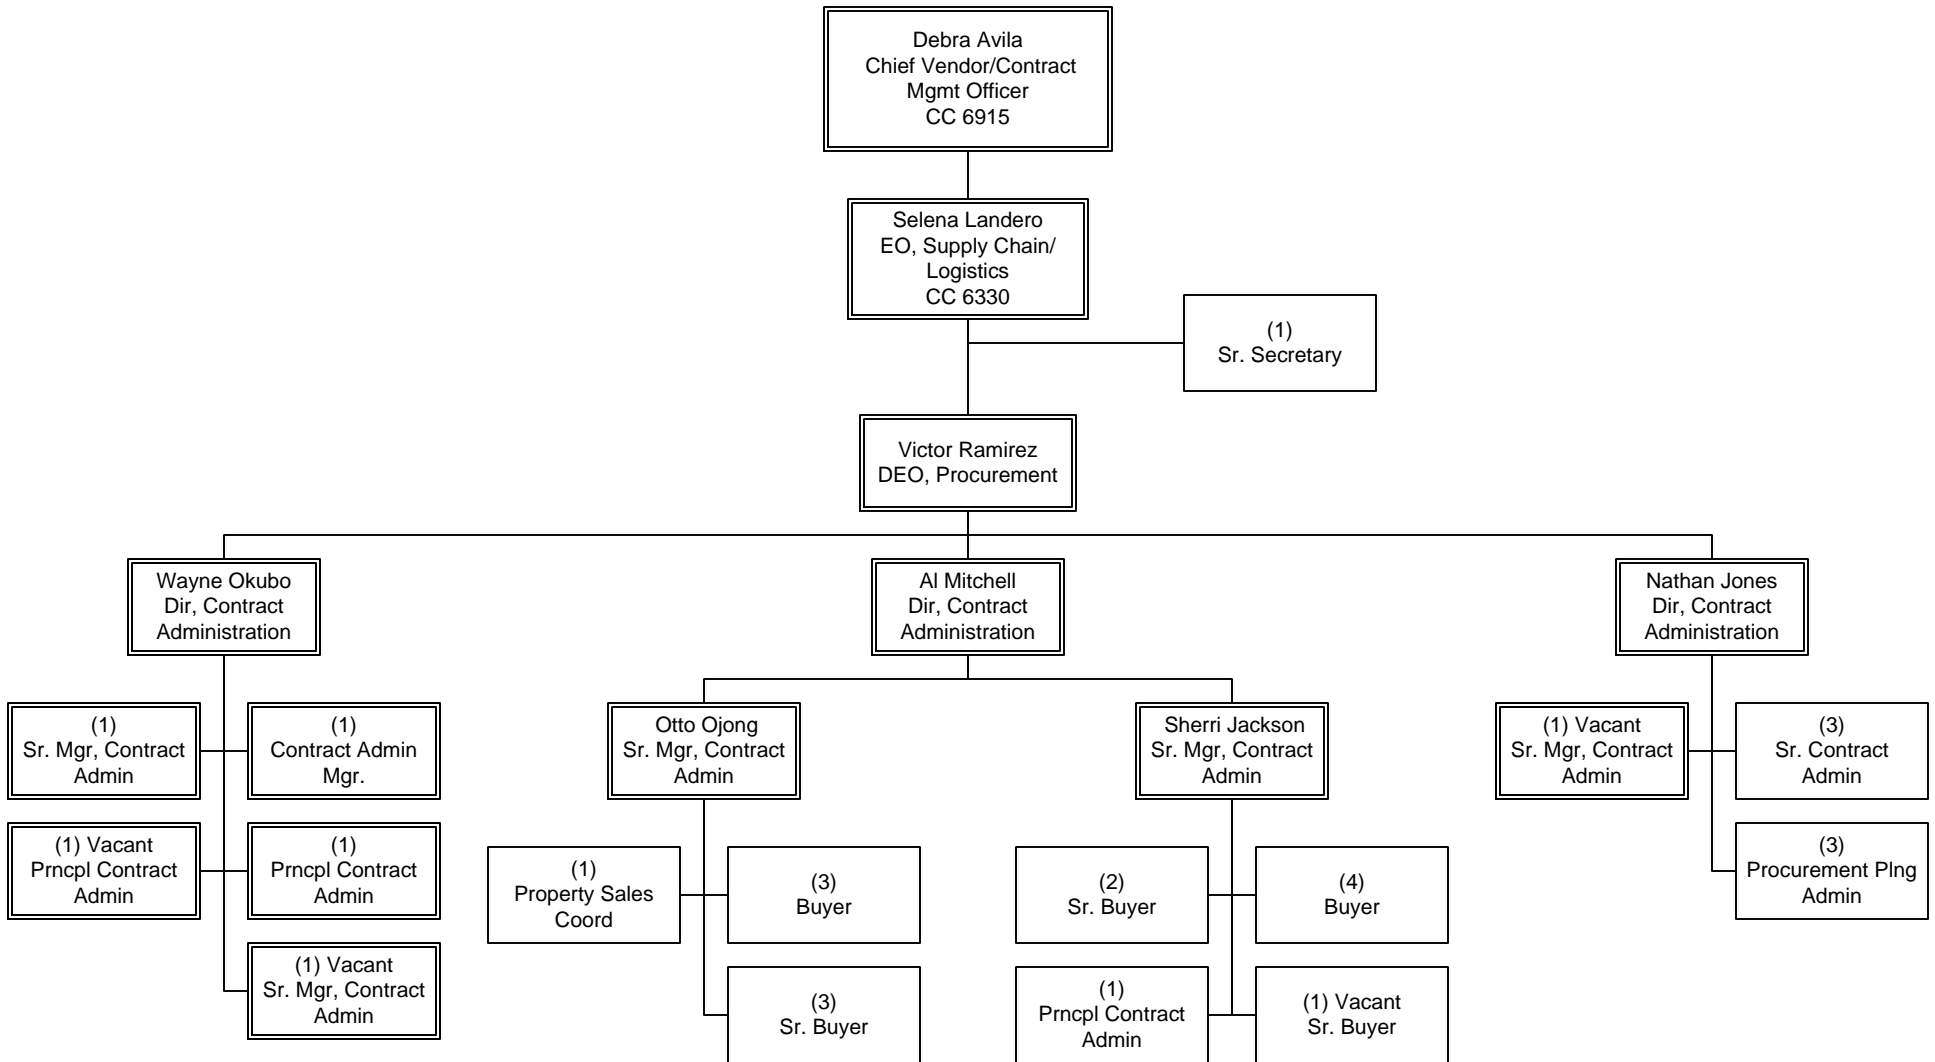 Debra Avila
Chief Vendor/Contract
Mgmt Officer
CC 6915
Selena Landero
EO, Supply Chain/
Logistics
CC 6330
(1)
Sr. Secretary
Victor Ramirez
DEO, Procurement
Wayne Okubo
Dir, Contract
Administration
Al Mitchell
Dir, Contract
Administration
Nathan Jones
Dir, Contract
Administration
(1)
Sr. Mgr, Contract
Admin
(1)
Contract Admin
Mgr.
Otto Ojong
Sr. Mgr, Contract
Admin
Sherri Jackson
Sr. Mgr, Contract
Admin
(1) Vacant
Sr. Mgr, Contract
Admin
(3)
Sr. Contract
Admin
(1) Vacant
Prncpl Contract
Admin
(1)
Prncpl Contract
Admin
(1)
Property Sales
Coord
(3)
Buyer
(2)
Sr. Buyer
(4)
Buyer
(3)
Procurement Plng
Admin
(1) Vacant
Sr. Mgr, Contract
Admin
(3)
Sr. Buyer
(1)
Prncpl Contract
Admin
(1) Vacant
Sr. Buyer